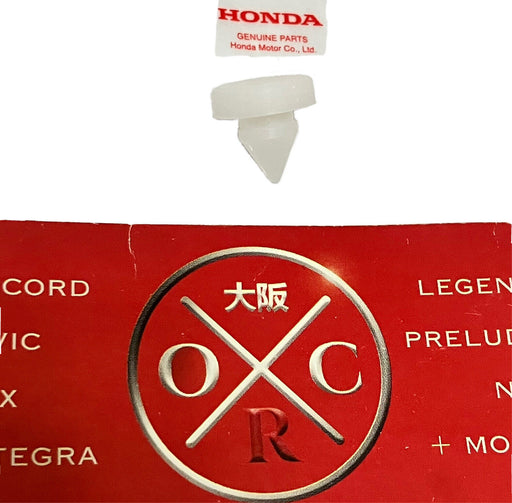 HONDA
GENUINE PARTS
Honda Motor Co., Ltd.
大阪
O C
R
CORD
VIC
X
TEGRA
LEGEN
PRELUD
N
+ MO